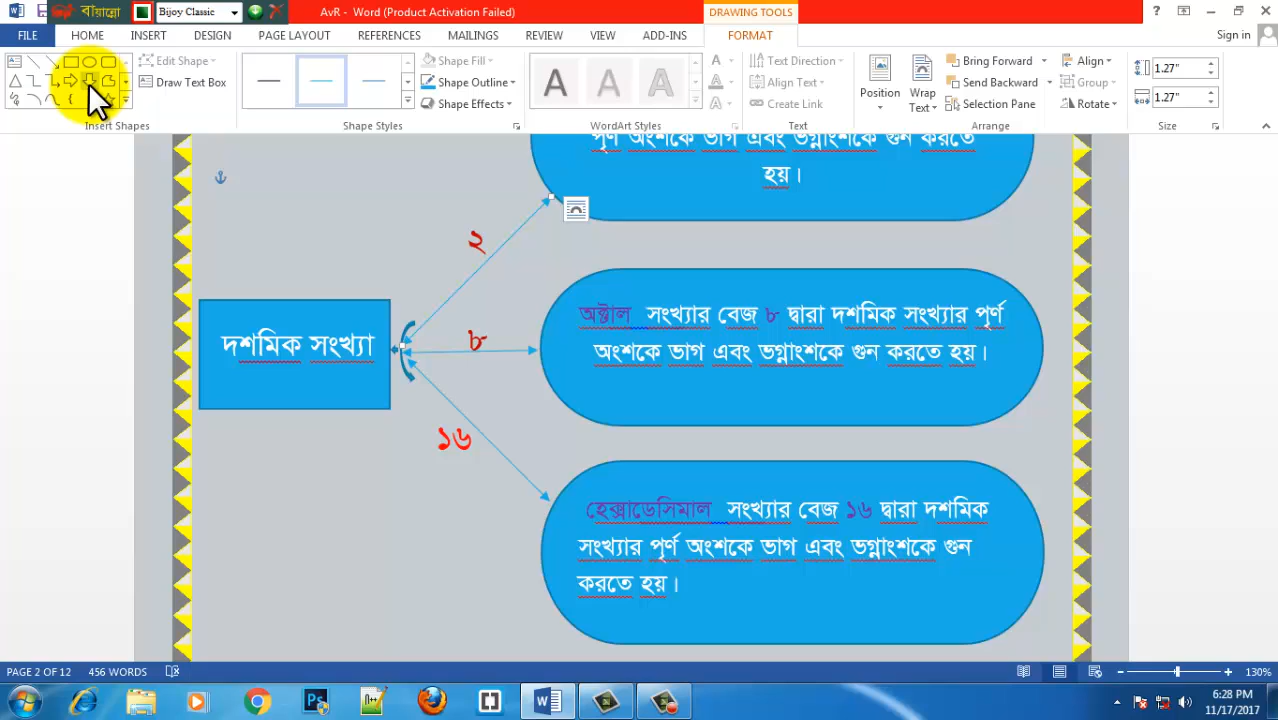 বায়ান্নো
Bijoy Classic
AvR - Word (Product Activation Failed)
DRAWING TOOLS
FILE
HOME
INSERT
DESIGN
PAGE LAYOUT
REFERENCES
MAILINGS
REVIEW
VIEW
ADD-INS
FORMAT
Sign in
Edit Shape
Draw Text Box
Insert Shapes
Shape Fill
Shape Outline
Shape Effects
Shape Styles
A A A
WordArt Styles
Text Direction
Align Text
Create Link
Text
Position
Wrap
Text
Bring Forward
Send Backward
Selection Pane
Align
Group
Rotate
Arrange
1.27"
1.27"
Size
পূর্ণ অংশকে ভাগ এবং ভগ্নাংশকে গুন করতে
হয়।
২
দশমিক সংখ্যা
৮
অক্টাল সংখ্যার বেজ ৮ দ্বারা দশমিক সংখ্যার পূর্ণ
অংশকে ভাগ এবং ভগ্নাংশকে গুন করতে হয়।
১৬
হেক্সাডেসিমাল সংখ্যার বেজ ১৬ দ্বারা দশমিক
সংখ্যার পূর্ণ অংশকে ভাগ এবং ভগ্নাংশকে গুন
করতে হয়।
PAGE 2 OF 12
456 WORDS
130%
6:28 PM
11/17/2017